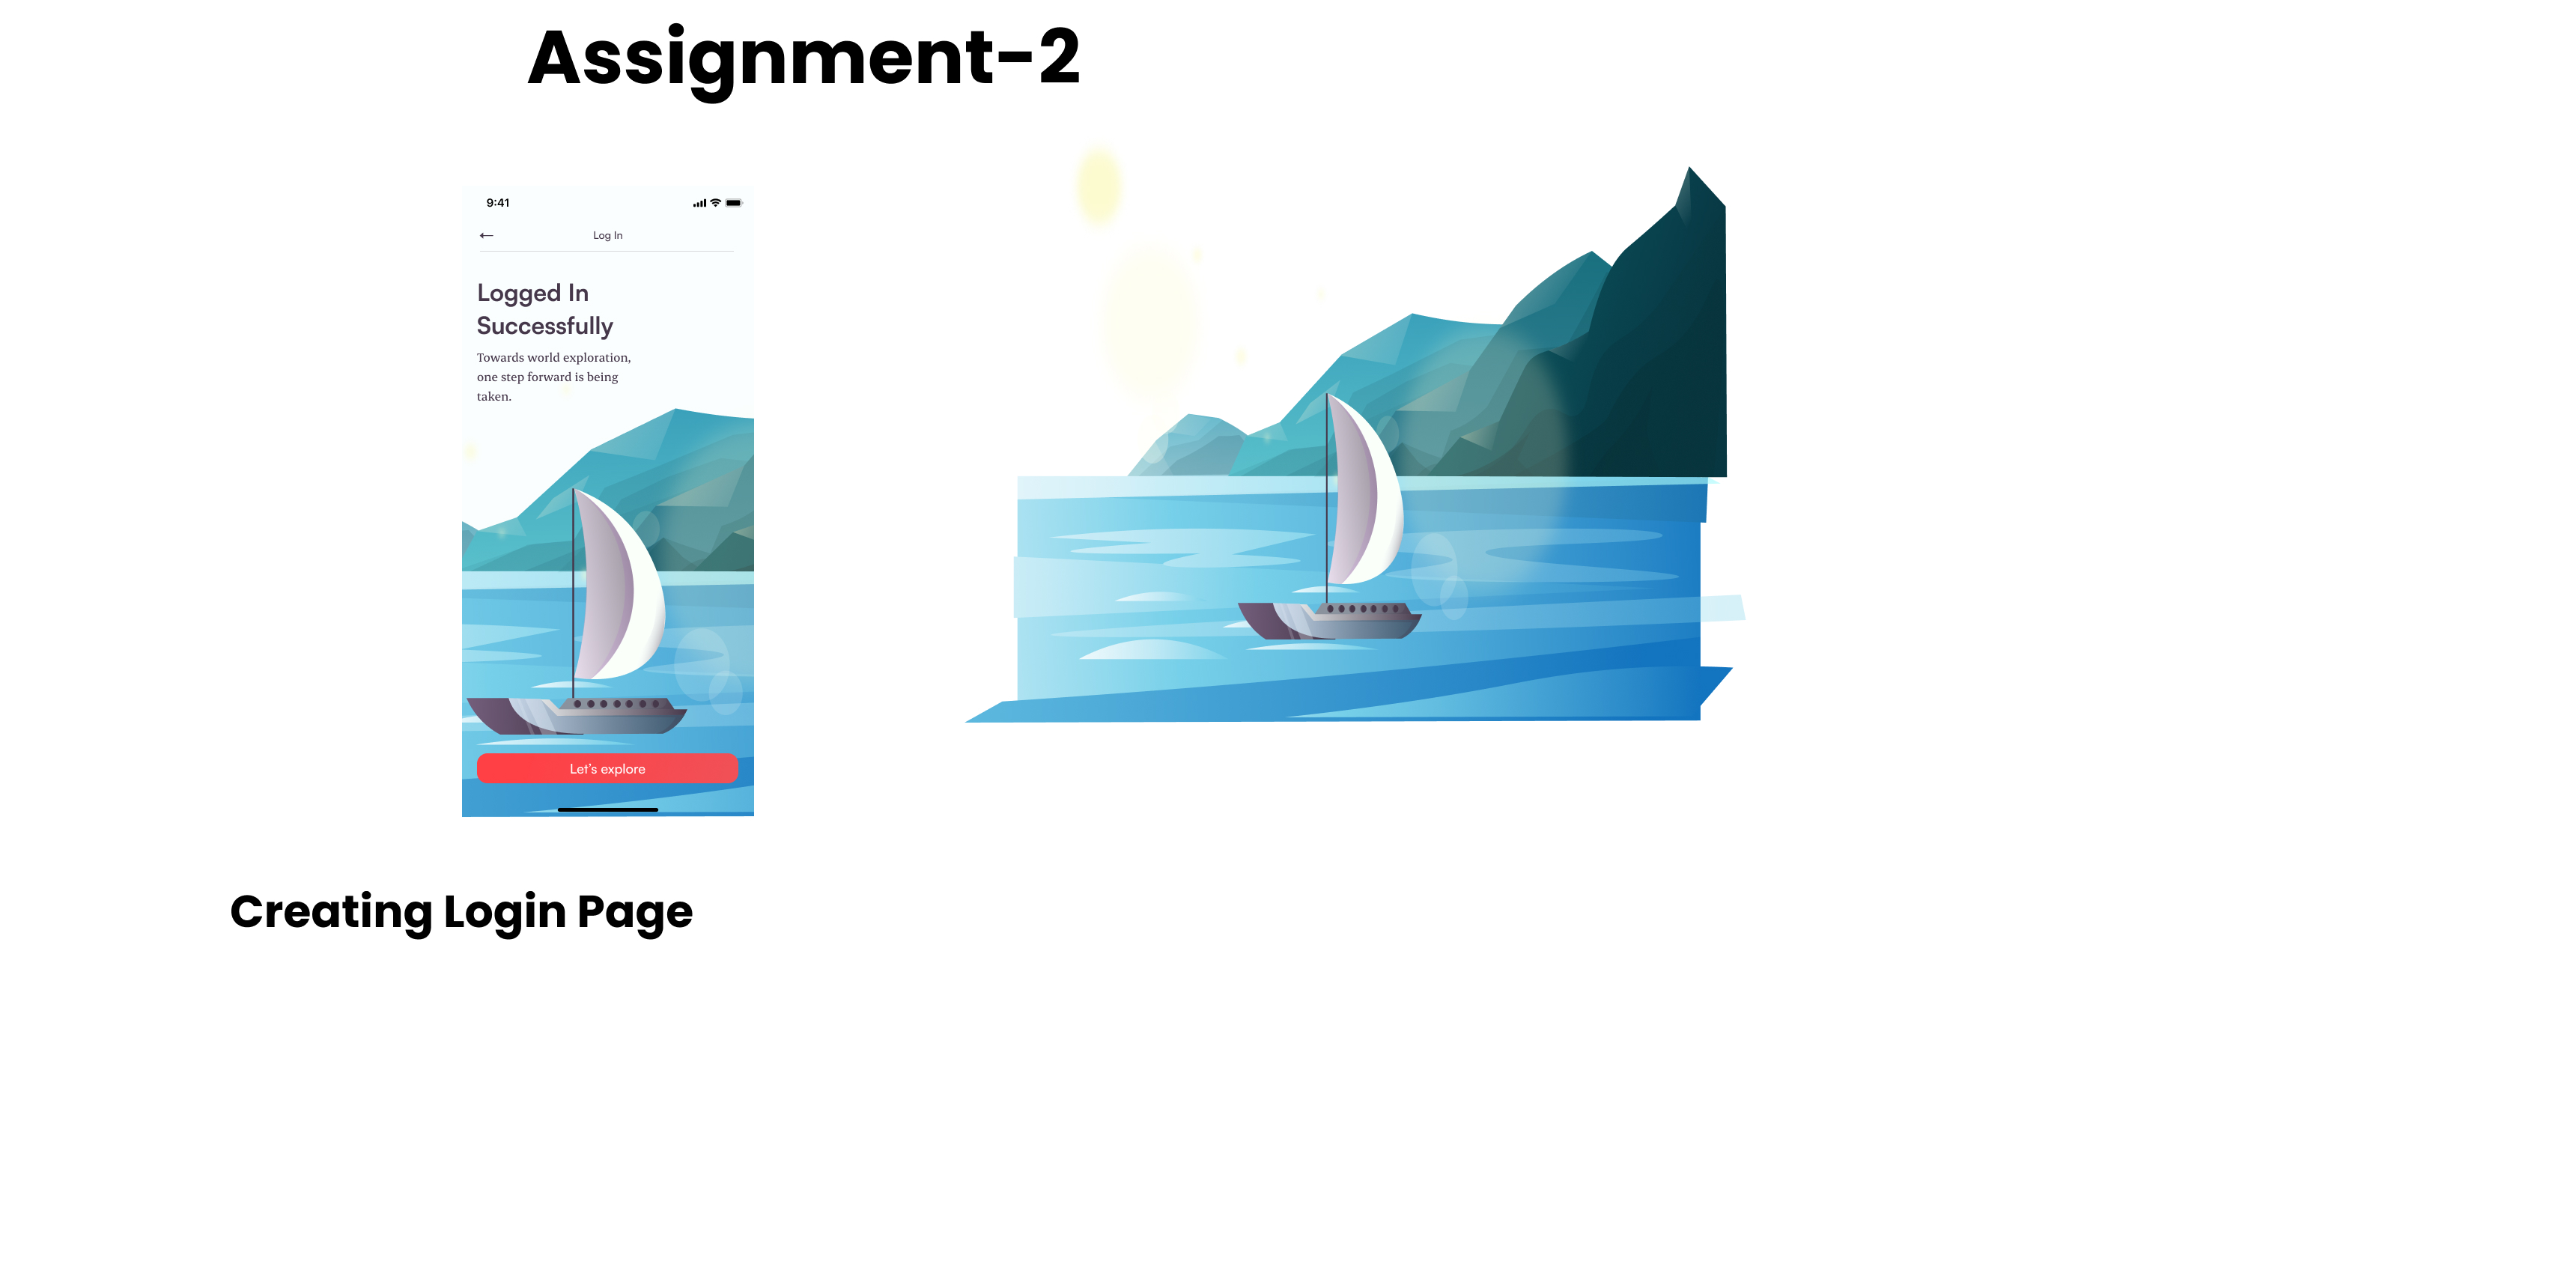 Assignment-2
9:41
Log In
Logged In
Successfully
Towards world exploration,
one step forward is being
taken.
Let's explore
Creating Login Page